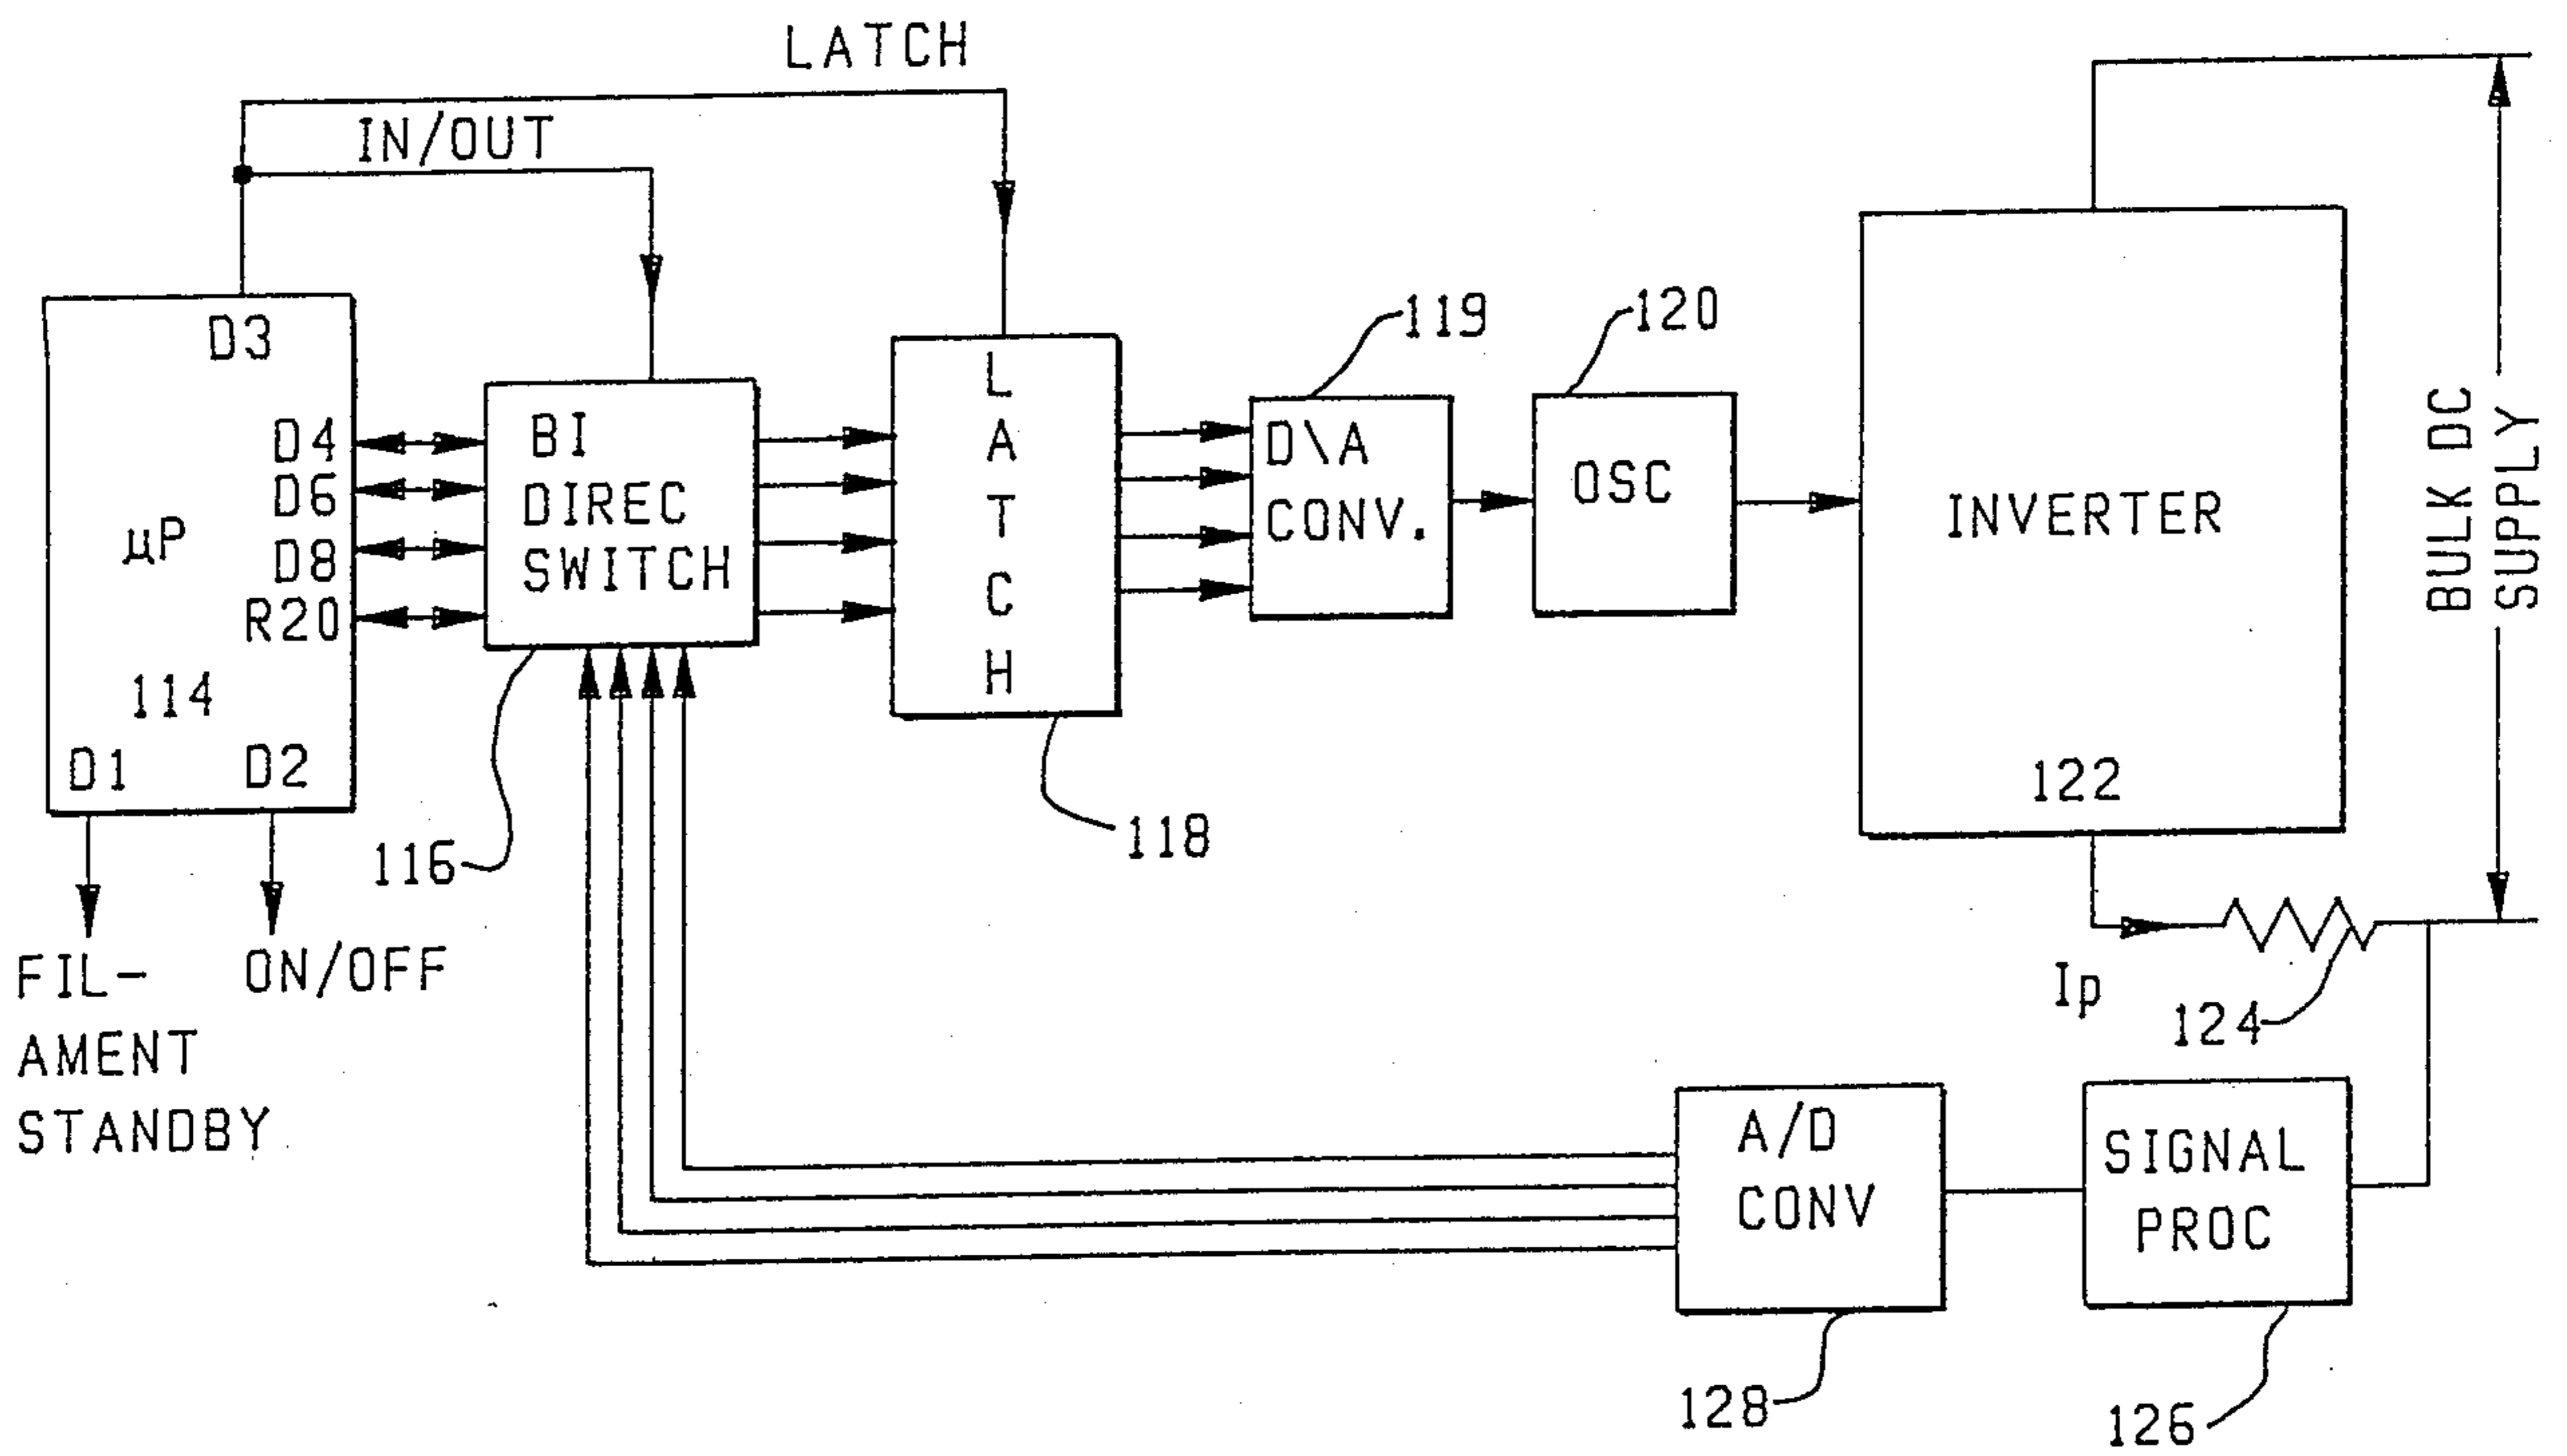 LATCH
IN/OUT
D3
D4
D6
D8
R20
µP
114
D1 D2
FIL-
AMENT
STANDBY
ON/OFF
BI
DIREC
SWITCH
116
L
A
T
C
H
118
119
D\A
CONV.
120
OSC
INVERTER
122
BULK DC
SUPPLY
Ip
124
A/D
CONV
128
SIGNAL
PROC
126